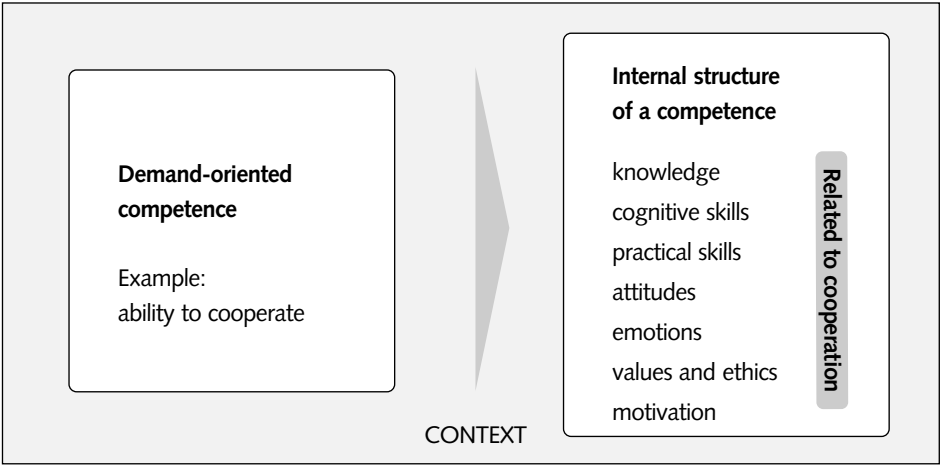 Demand-oriented
competence
Example:
ability to cooperate
Internal structure
of a competence
knowledge
cognitive skills
practical skills
attitudes
emotions
values and ethics
motivation
Related to cooperation
CONTEXT